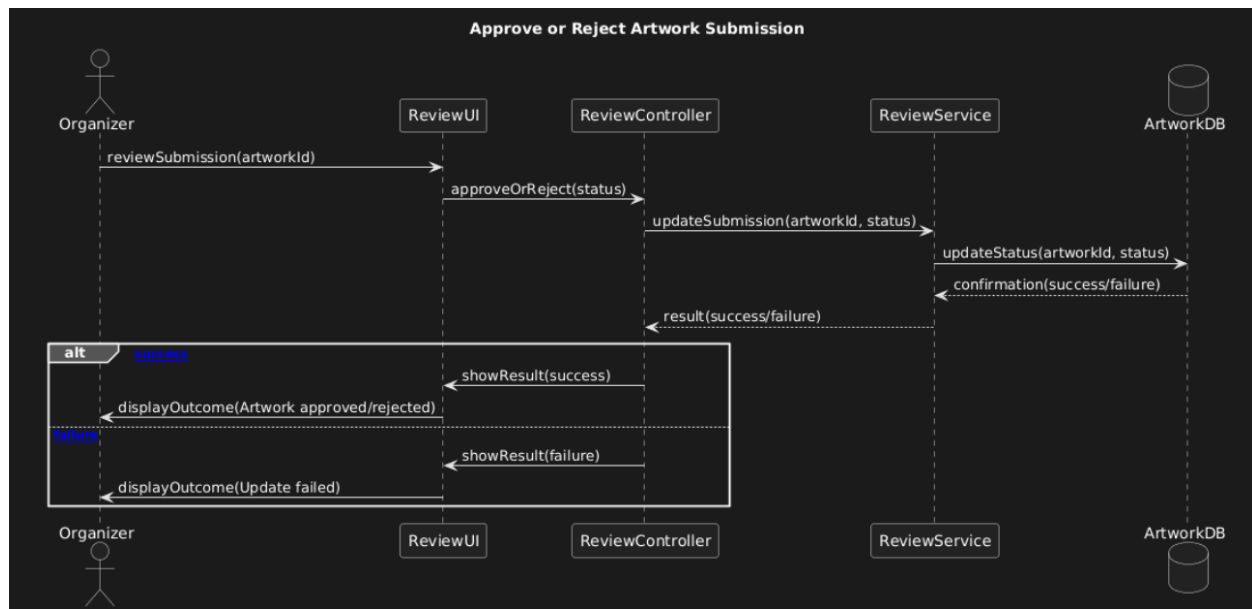 Approve or Reject Artwork Submission
Organizer
ReviewUI
ReviewController
ReviewService
ArtworkDB
reviewSubmission(artworkId)
approveOrReject(status)
updateSubmission(artworkId, status)
updateStatus(artworkId, status)
confirmation(success/failure)
result(success/failure)
alt
success
showResult(success)
displayOutcome(Artwork approved/rejected)
failure
showResult(failure)
displayOutcome(Update failed)
Organizer
ReviewUI
ReviewController
ReviewService
ArtworkDB